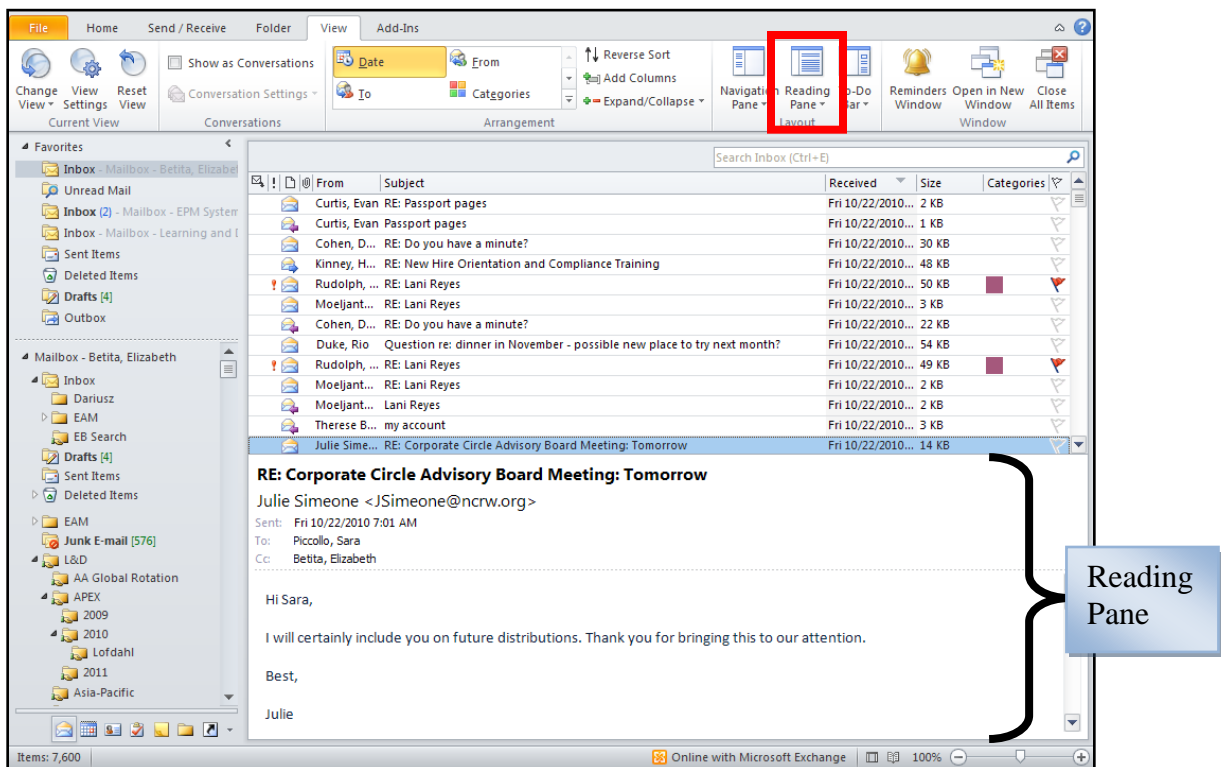 File Home Send / Receive Folder View Add-Ins
Change View Settings Reset View
Current View
Show as Conversations
Conversation Settings
Conversations
Date From
To Categories
Reverse Sort
Add Columns
Expand/Collapse
Arrangement
Navigation Pane Reading Pane To-Do Bar
Layout
Reminders Window Open in New Window Close All Items
Window
Favorites
Inbox - Mailbox - Betita, Elizabet
Unread Mail
Inbox (2) - Mailbox - EPM System
Inbox - Mailbox - Learning and D
Sent Items
Deleted Items
Drafts [4]
Outbox
Mailbox - Betita, Elizabeth
Inbox
Dariusz
EAM
EB Search
Drafts [4]
Sent Items
Deleted Items
EAM
Junk E-mail [576]
L&D
AA Global Rotation
APEX
2009
2010
Lofdahl
2011
Asia-Pacific
Search Inbox (Ctrl+E)
! From Subject Received Size Categories
Curtis, Evan RE: Passport pages Fri 10/22/2010... 2 KB
Curtis, Evan Passport pages Fri 10/22/2010... 1 KB
Cohen, D... RE: Do you have a minute? Fri 10/22/2010... 30 KB
Kinney, H... RE: New Hire Orientation and Compliance Training Fri 10/22/2010... 48 KB
! Rudolph, ... RE: Lani Reyes Fri 10/22/2010... 50 KB
Moeljant... RE: Lani Reyes Fri 10/22/2010... 3 KB
Cohen, D... RE: Do you have a minute? Fri 10/22/2010... 22 KB
Duke, Rio Question re: dinner in November - possible new place to try next month? Fri 10/22/2010... 54 KB
! Rudolph, ... RE: Lani Reyes Fri 10/22/2010... 49 KB
Moeljant... RE: Lani Reyes Fri 10/22/2010... 2 KB
Moeljant... Lani Reyes Fri 10/22/2010... 2 KB
Therese B... my account Fri 10/22/2010... 3 KB
Julie Sime... RE: Corporate Circle Advisory Board Meeting: Tomorrow Fri 10/22/2010... 14 KB
RE: Corporate Circle Advisory Board Meeting: Tomorrow
Julie Simeone <JSimeone@ncrw.org>
Sent: Fri 10/22/2010 7:01 AM
To: Piccollo, Sara
Cc: Betita, Elizabeth
Hi Sara,
I will certainly include you on future distributions. Thank you for bringing this to our attention.
Best,
Julie
Reading
Pane
Items: 7,600 Online with Microsoft Exchange 100%